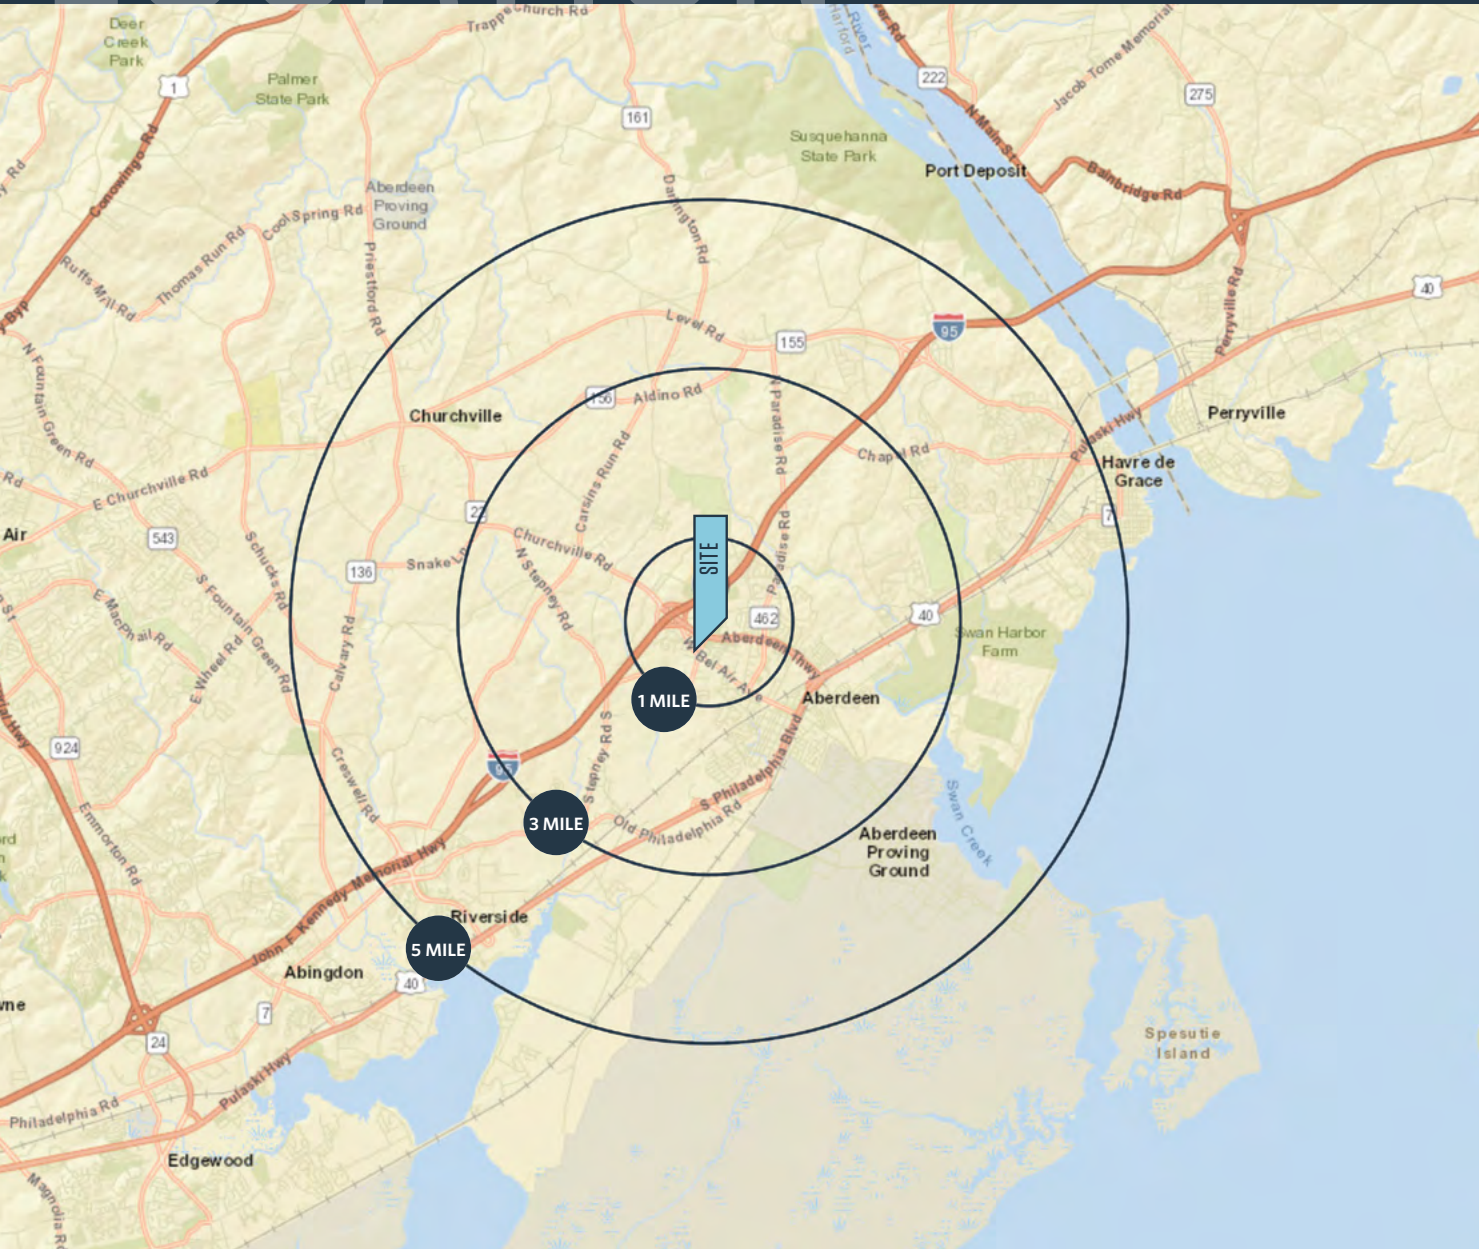 Deer
Creek
Park
Trappe Church Rd
River
Harford
222
Jacob Tome Memorial
1
Palmer
State Park
161
275
N Main St
Susquehanna
State Park
Port Deposit
Bainbridge Rd
Conowingo Rd
Rd
Aberdeen
Proving
Ground
Cool Spring Rd
Darlington Rd
Thomas Run Rd
Ruffs Mill Rd
Priestford Rd
Perryville Rd
40
Byp
Level Rd
155
95
N Fountain Green Rd
156
Aldino Rd
N Paradise Rd
Churchville
Perryville
Pulaski Hwy
Chapel Rd
Havre de
Grace
Carsins Run Rd
Rd
E Churchville Rd
22
7
Air
543
Schucks Rd
Churchville Rd
SITE
Paradise Rd
136
Snake Ln
N Stepney Rd
S Fountain Green Rd
E MacPhail Rd
St
462
40
Swan Harbor
Farm
Calvary Rd
E Wheel Rd
W Bel Air Ave
Aberdeen Thwy
1 MILE
Aberdeen
Hwy
924
Stepney Rd S
95
Creswell Rd
S Philadelphia Blvd
Swan Creek
Emmorton Rd
3 MILE
Old Philadelphia Rd
Aberdeen
Proving
Ground
John F Kennedy Memorial Hwy
Riverside
5 MILE
Abingdon
40
7
24
Spesutie
Island
Pulaski Hwy
Philadelphia Rd
Edgewood
Magnolia Rd